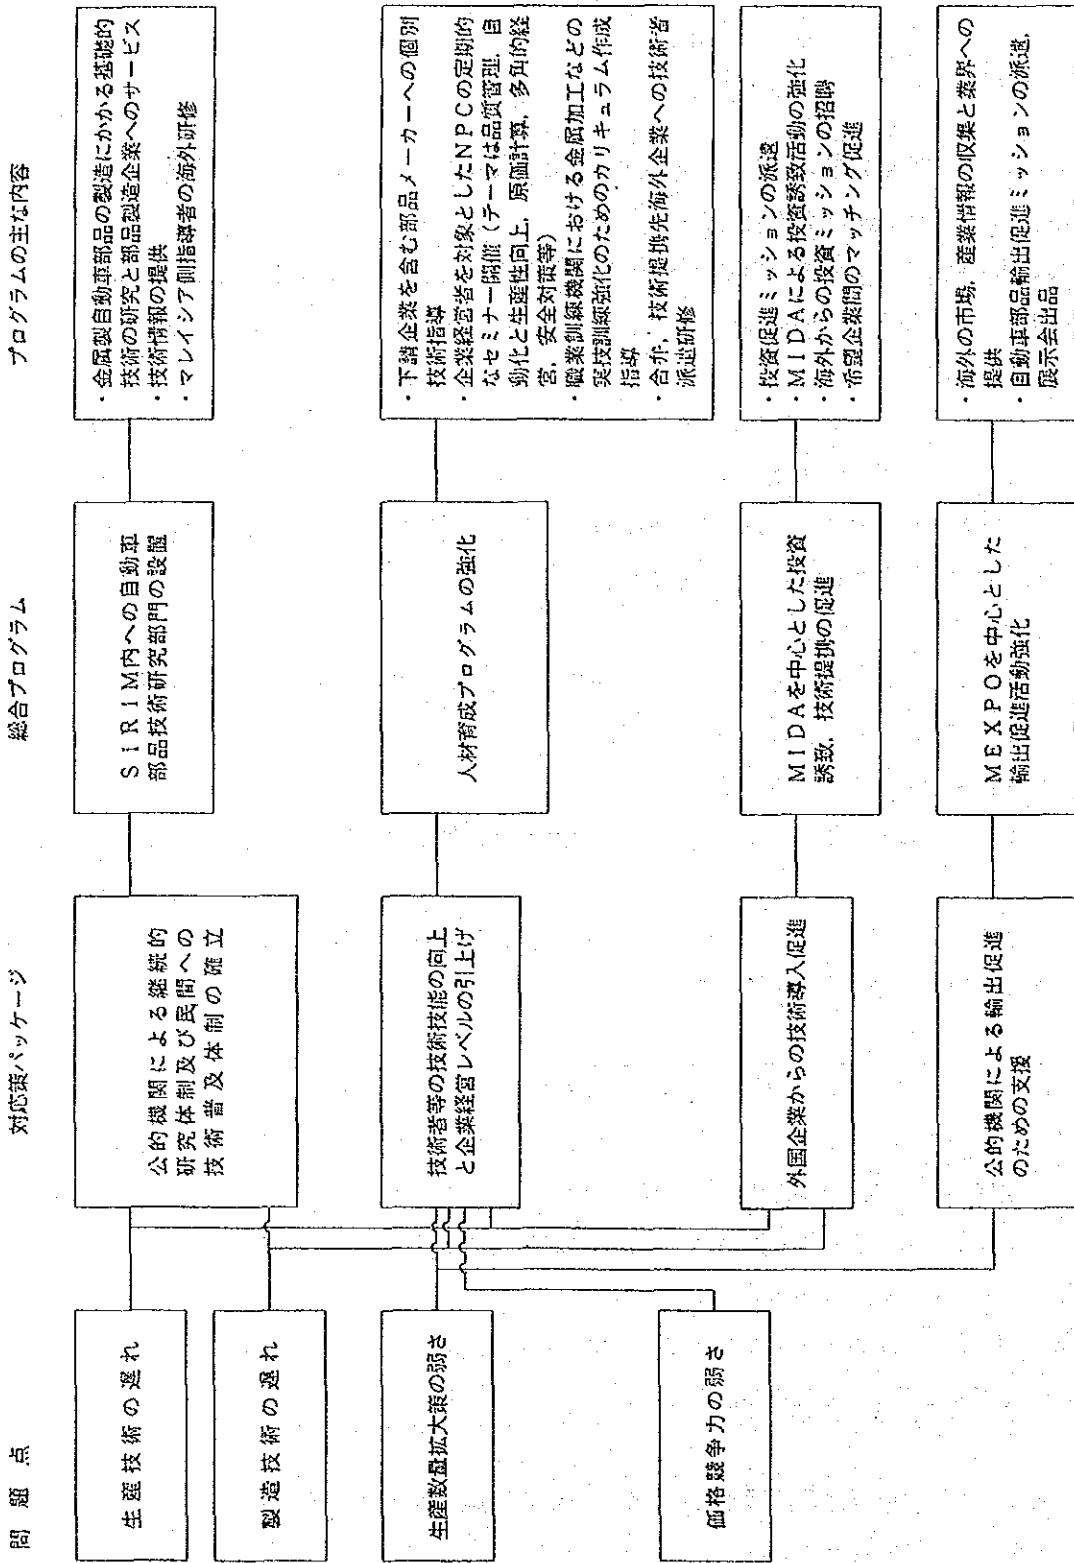 問題点
対応策パッケージ
総合プログラム
プログラムの主な内容
生産技術の遅れ
製造技術の遅れ
生産数量拡大策の弱さ
価格競争力の弱さ
公的機関による継続的
研究体制及び民間への
技術普及体制の確立
技術者等の技術技能の向上
と企業経営レベルの引上げ
外国企業からの技術導入促進
公的機関による輸出促進
のための支援
SIRIM内への自動車
部品技術研究部門の設置
人材育成プログラムの強化
MIDAを中心とした投資
誘致,技術提携の促進
MEXPOを中心とした
輸出促進活動強化
・金属製自動車部品の製造にかかる基礎的
技術の研究と部品製造企業へのサービス
・技術情報の提供
・マレイシア側指導者の海外研修
・下請企業を含む部品メーカーへの個別
技術指導
・企業経営者を対象としたNPCの定期的
なセミナー開催(テーマは品質管理,自
動化と生産性向上,原価計算,多角的経
営,安全対策等)
・職業訓練機関における金属加工などの
実技訓練強化のためのカリキュラム作成
指導
・合弁,技術提携先海外企業への技術者
派遣研修
・投資促進ミッションの派遣
・MIDAによる投資誘致活動の強化
・海外からの投資ミッションの招聘
・希望企業間のマッチング促進
・海外の市場,産業情報の収集と業界への
提供
・自動車部品輸出促進ミッションの派遣,
展示会出品